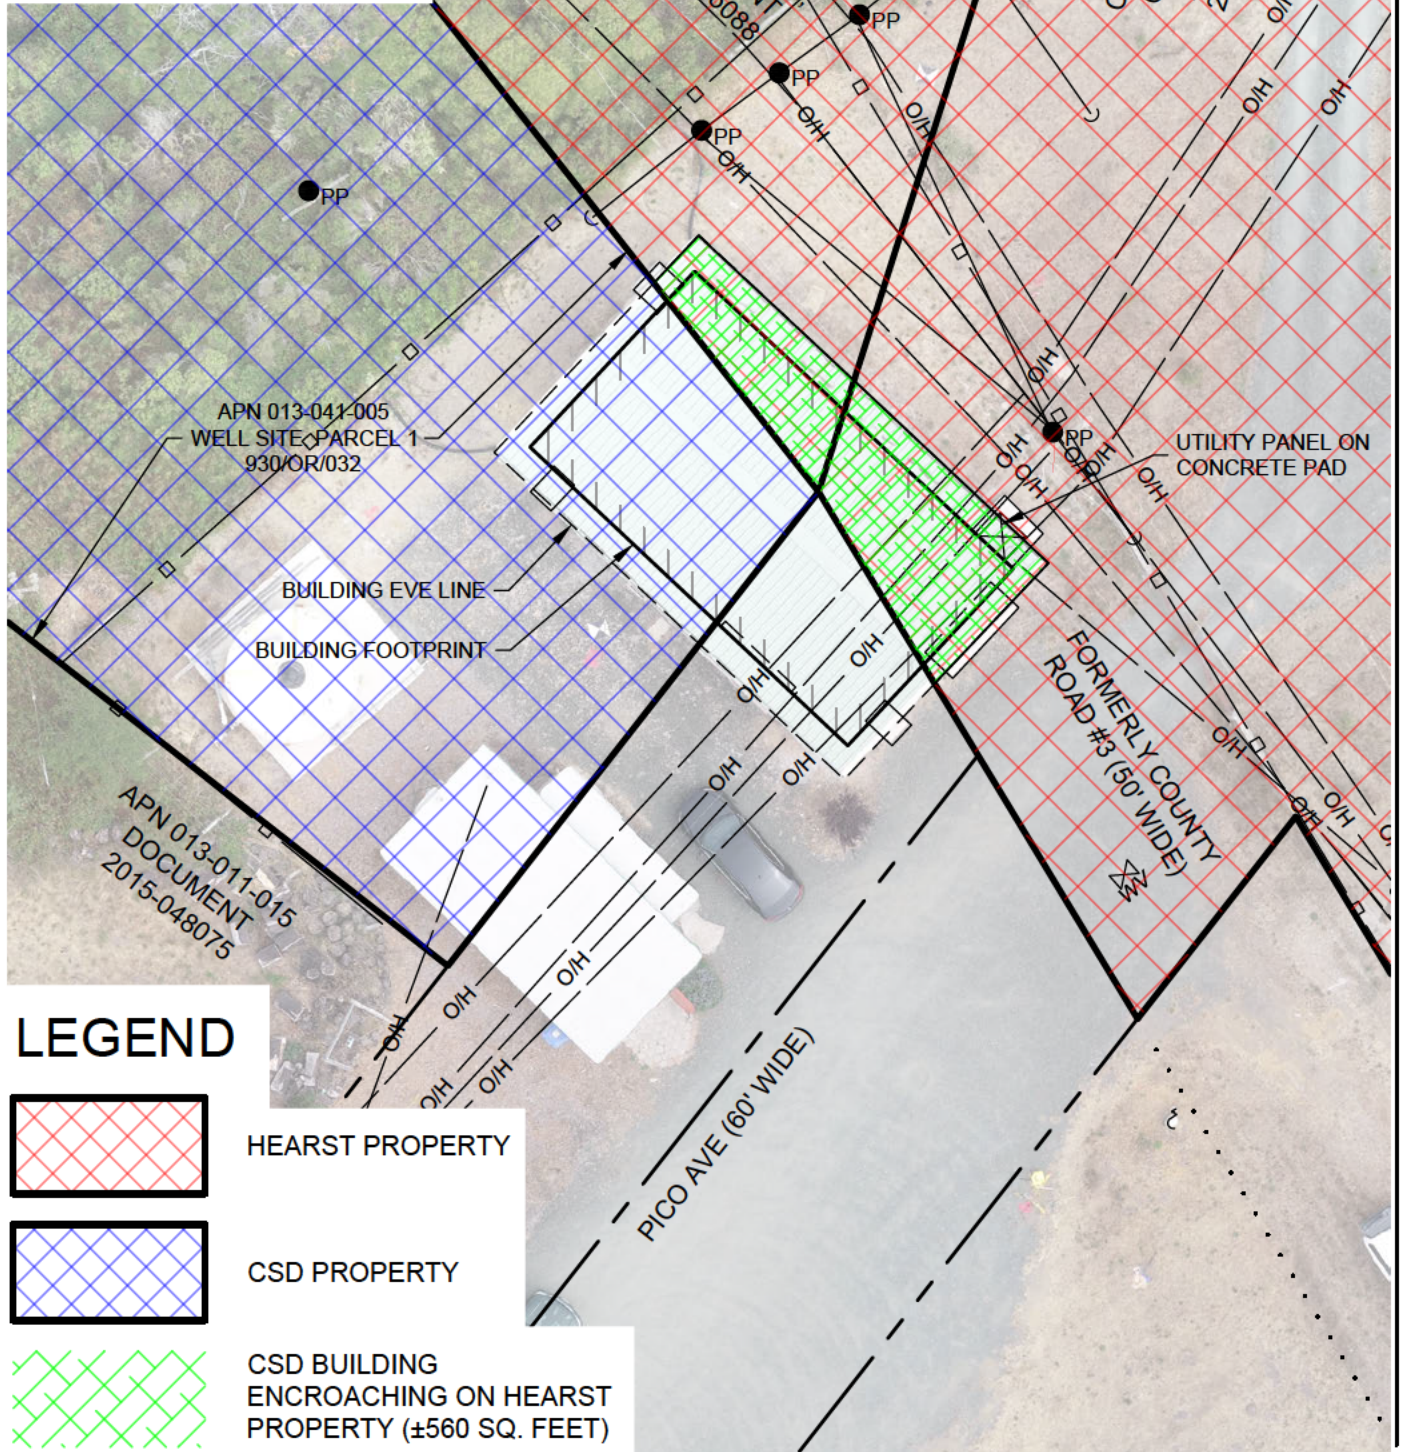 6088
PP
PP
PP
PP
PP
O/H
O/H
O/H
O/H
O/H
O/H
O/H
O/H
O/H
O/H
O/H
O/H
O/H
APN 013-041-005
WELL SITE PARCEL 1
930/OR/032
UTILITY PANEL ON
CONCRETE PAD
BUILDING EVE LINE
BUILDING FOOTPRINT
O/H
O/H
O/H
O/H
FORMERLY COUNTY
ROAD #3 (50' WIDE)
O/H
O/H
O/H
APN 013-011-015
DOCUMENT
2015-048075
O/H
O/H
O/H
O/H
O/H
PICO AVE (60' WIDE)
LEGEND
HEARST PROPERTY
CSD PROPERTY
CSD BUILDING
ENCROACHING ON HEARST
PROPERTY (±560 SQ. FEET)